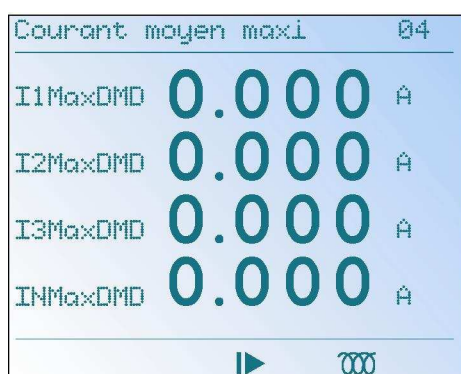 Courant moyen maxi 04
I1MaxDMD 0.000 A
I2MaxDMD 0.000 A
I3MaxDMD 0.000 A
INMaxDMD 0.000 A